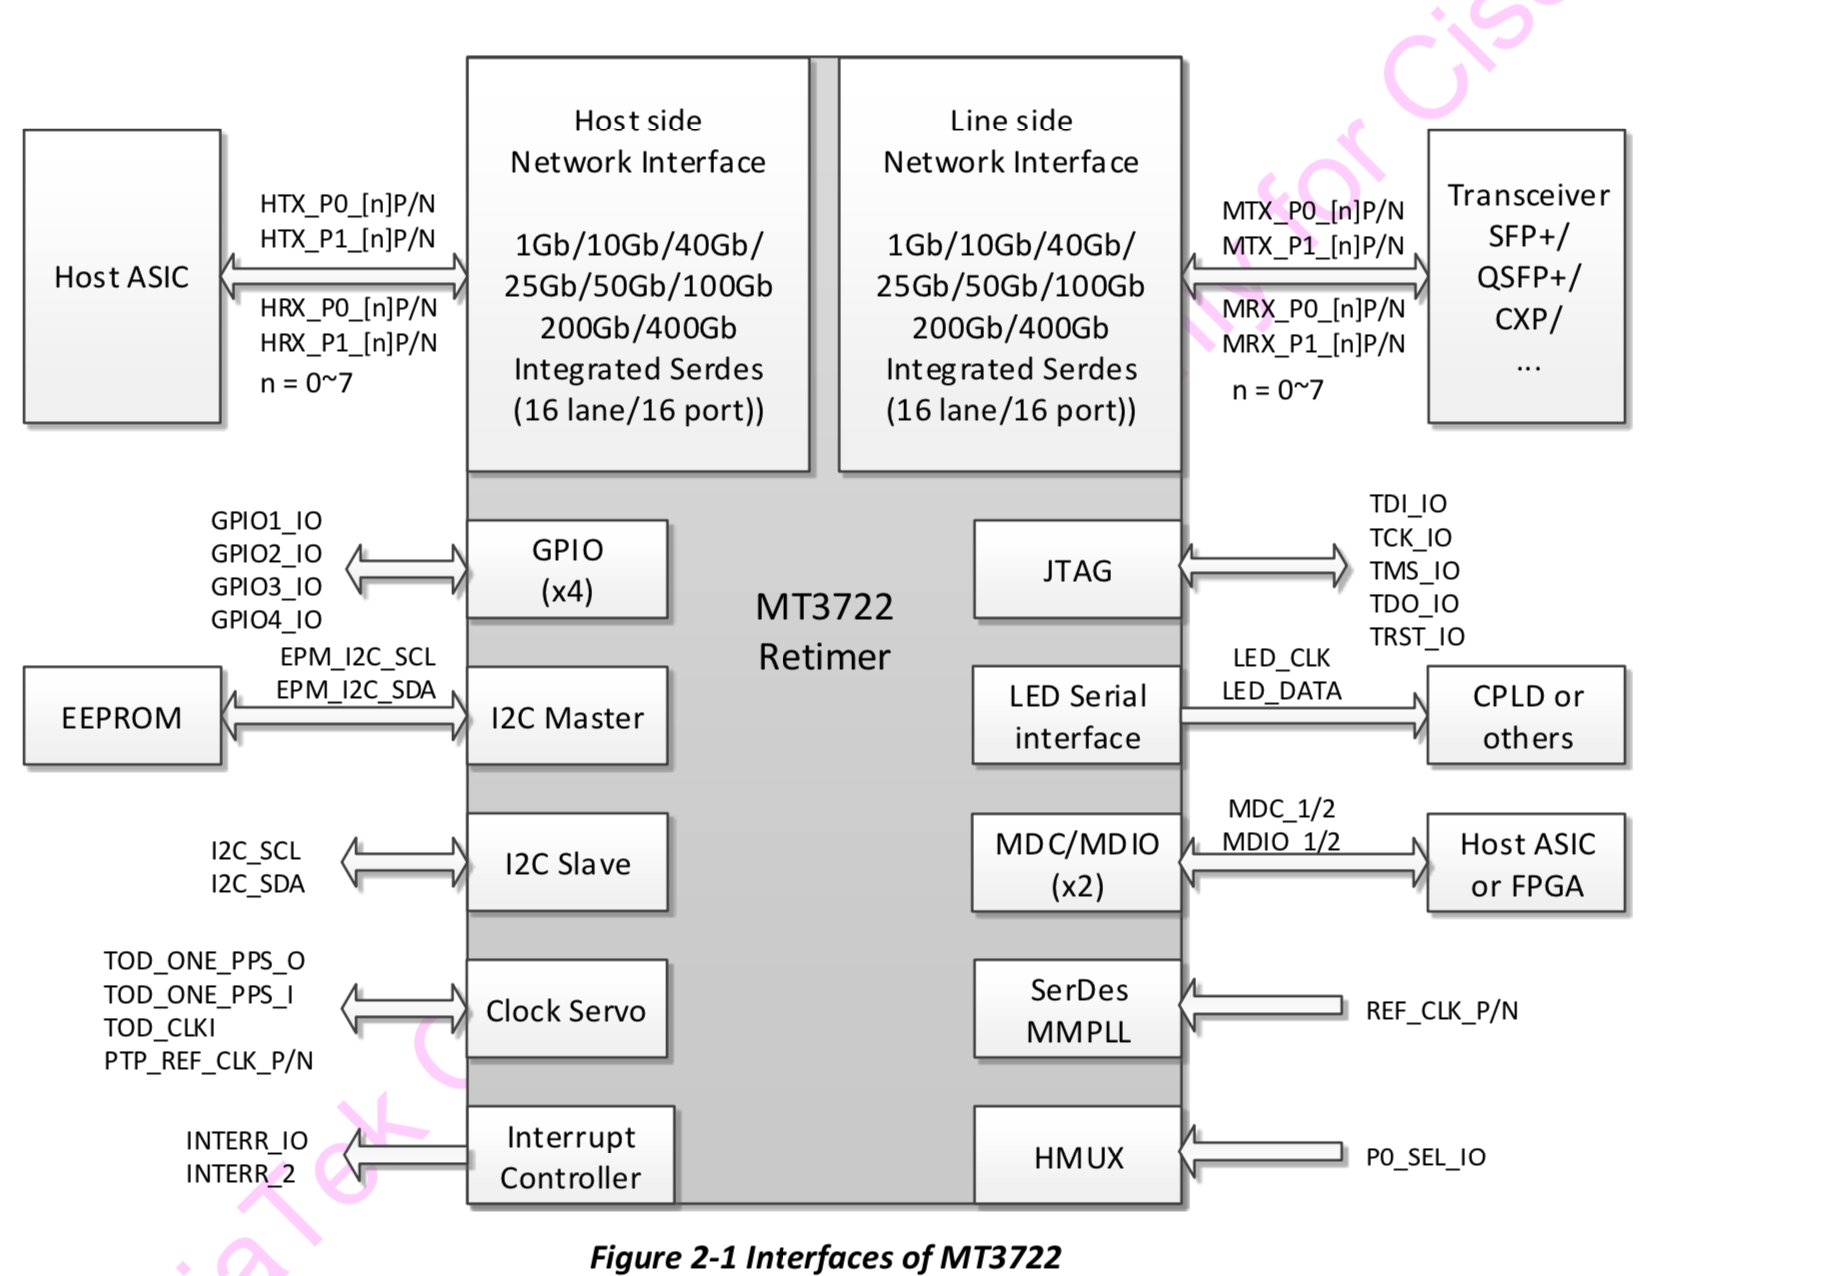 Host ASIC
HTX_P0_[n]P/N
HTX_P1_[n]P/N
HRX_P0_[n]P/N
HRX_P1_[n]P/N
n = 0~7
Host side
Network Interface
1Gb/10Gb/40Gb/
25Gb/50Gb/100Gb
200Gb/400Gb
Integrated Serdes
(16 lane/16 port))
Line side
Network Interface
1Gb/10Gb/40Gb/
25Gb/50Gb/100Gb
200Gb/400Gb
Integrated Serdes
(16 lane/16 port))
MTX_P0_[n]P/N
MTX_P1_[n]P/N
MRX_P0_[n]P/N
MRX_P1_[n]P/N
n = 0~7
Transceiver
SFP+/
QSFP+/
CXP/
...
GPIO1_IO
GPIO2_IO
GPIO3_IO
GPIO4_IO
GPIO
(x4)
MT3722
Retimer
JTAG
TDI_IO
TCK_IO
TMS_IO
TDO_IO
TRST_IO
EEPROM
EPM_I2C_SCL
EPM_I2C_SDA
I2C Master
LED Serial
interface
LED_CLK
LED_DATA
CPLD or
others
I2C_SCL
I2C_SDA
I2C Slave
MDC/MDIO
(x2)
MDC_1/2
MDIO_1/2
Host ASIC
or FPGA
TOD_ONE_PPS_O
TOD_ONE_PPS_I
TOD_CLKI
PTP_REF_CLK_P/N
Clock Servo
SerDes
MMPLL
REF_CLK_P/N
INTERR_IO
INTERR_2
Interrupt
Controller
HMUX
P0_SEL_IO
Figure 2-1 Interfaces of MT3722
for